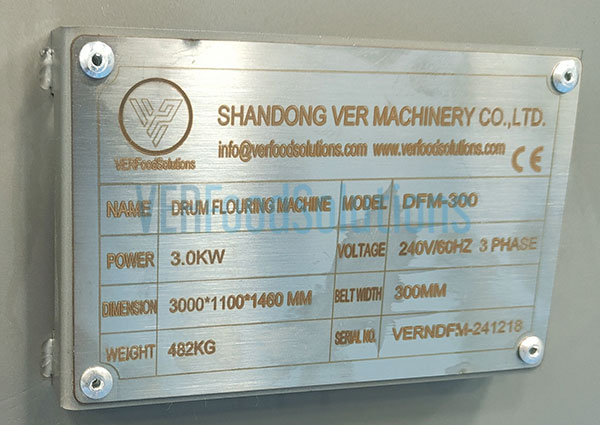 SHANDONG VER MACHINERY CO.,LTD.
VERFoodSolutions
info@verfoodsolutions.com www.verfoodsolutions.com
CE
VERFoodSolutions
NAME DRUM FLOURING MACHINE MODEL DFM-300
POWER 3.0KW VOLTAGE 240V/60HZ 3 PHASE
DIMENSION 3000*1100*1460 MM BELT WIDTH 300MM
WEIGHT 482KG SERIAL NO. VERNDFM-241218